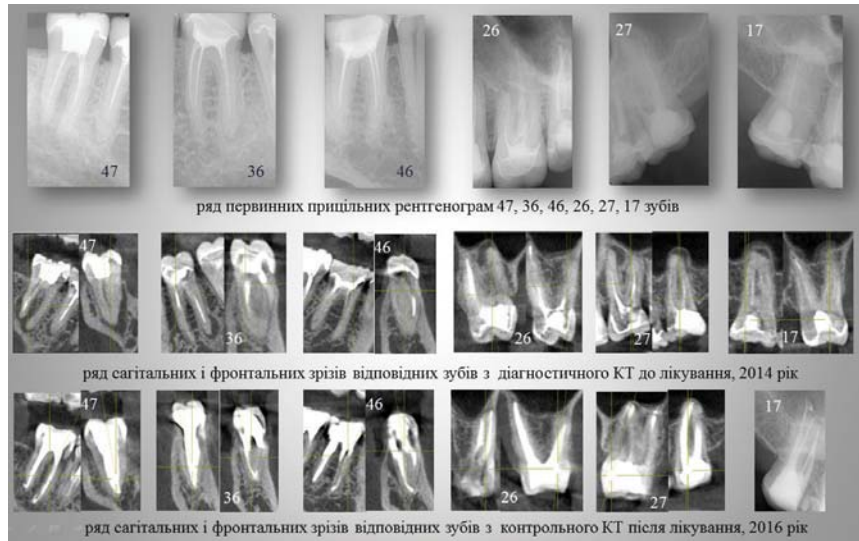 47 36 46 26 27 17
ряд первинних прицільних рентгенограм 47, 36, 46, 26, 27, 17 зубів
47 36 46 26 27 17
ряд сагітальних і фронтальних зрізів відповідних зубів з діагностичного КТ до лікування, 2014 рік
47 36 46 26 27 17
ряд сагітальних і фронтальних зрізів відповідних зубів з контрольного КТ після лікування, 2016 рік